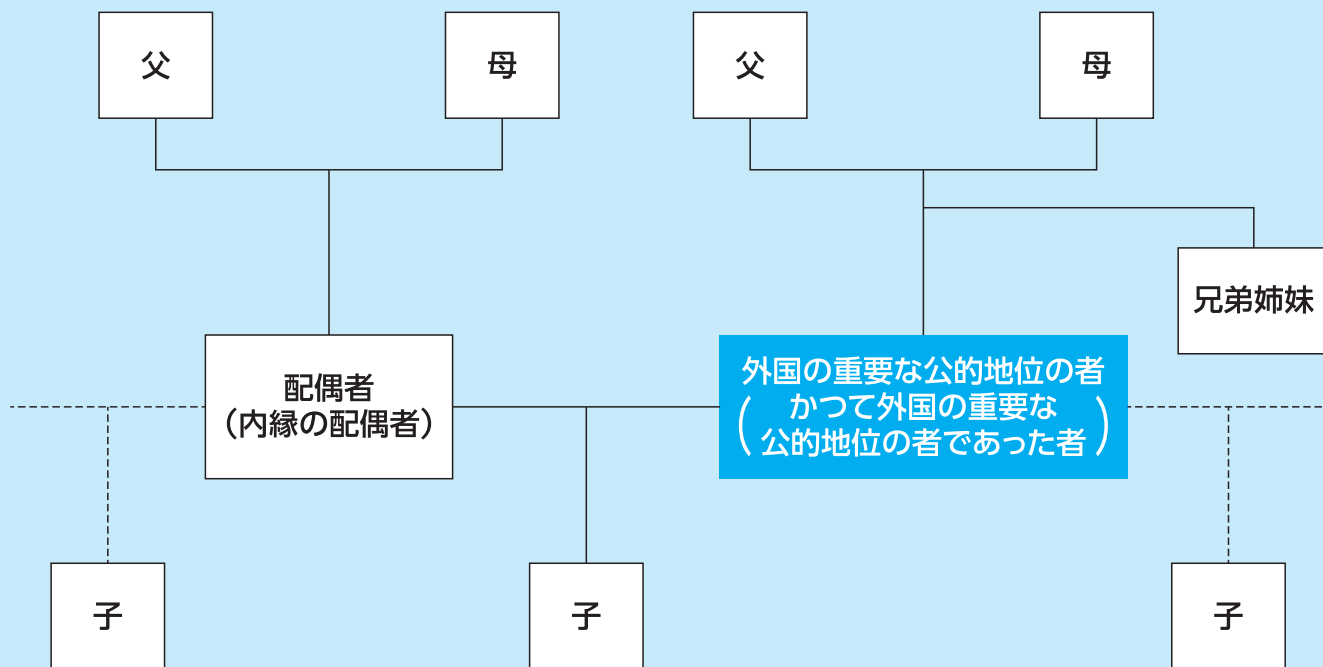 父
母
父
母
兄弟姉妹
配偶者
（内縁の配偶者）
外国の重要な公的地位の者
（かつて外国の重要な
公的地位の者であった者）
子
子
子